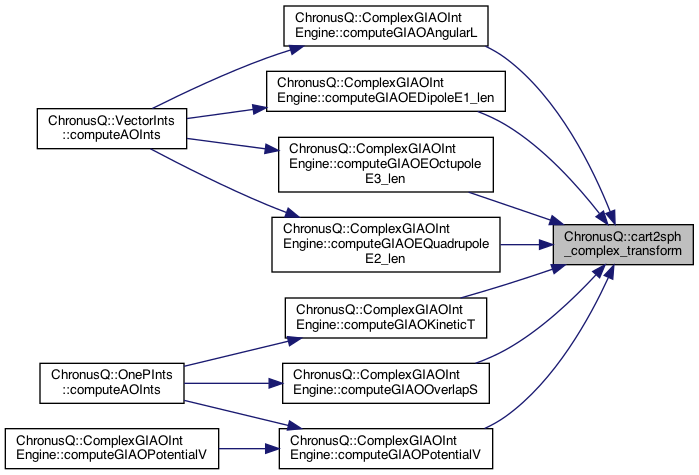 ChronusQ::ComplexGIAOInt
Engine::computeGIAOAngularL
ChronusQ::ComplexGIAOInt
Engine::computeGIAOEDipoleE1_len
ChronusQ::VectorInts
::computeAOInts
ChronusQ::ComplexGIAOInt
Engine::computeGIAOEOctupole
E3_len
ChronusQ::ComplexGIAOInt
Engine::computeGIAOEQuadrupole
E2_len
ChronusQ::cart2sph
_complex_transform
ChronusQ::ComplexGIAOInt
Engine::computeGIAOKineticT
ChronusQ::OnePInts
::computeAOInts
ChronusQ::ComplexGIAOInt
Engine::computeGIAOOverlapS
ChronusQ::ComplexGIAOInt
Engine::computeGIAOPotentialV
ChronusQ::ComplexGIAOInt
Engine::computeGIAOPotentialV